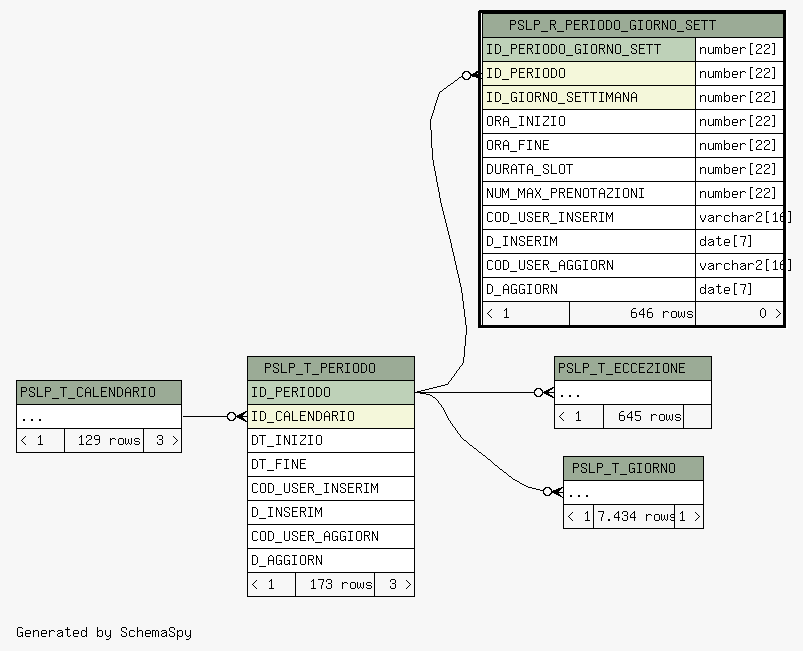 PSLP_R_PERIODO_GIORNO_SETT
ID_PERIODO_GIORNO_SETT number[22]
ID_PERIODO number[22]
ID_GIORNO_SETTIMANA number[22]
ORA_INIZIO number[22]
ORA_FINE number[22]
DURATA_SLOT number[22]
NUM_MAX_PRENOTAZIONI number[22]
COD_USER_INSERIM varchar2[16]
D_INSERIM date[7]
COD_USER_AGGIORN varchar2[16]
D_AGGIORN date[7]
< 1 646 rows 0 >
PSLP_T_CALENDARIO
...
< 1 129 rows 3 >
PSLP_T_PERIODO
ID_PERIODO
ID_CALENDARIO
DT_INIZIO
DT_FINE
COD_USER_INSERIM
D_INSERIM
COD_USER_AGGIORN
D_AGGIORN
< 1 173 rows 3 >
PSLP_T_ECCEZIONE
...
< 1 645 rows
PSLP_T_GIORNO
...
< 1 7.434 rows 1 >
Generated by SchemaSpy